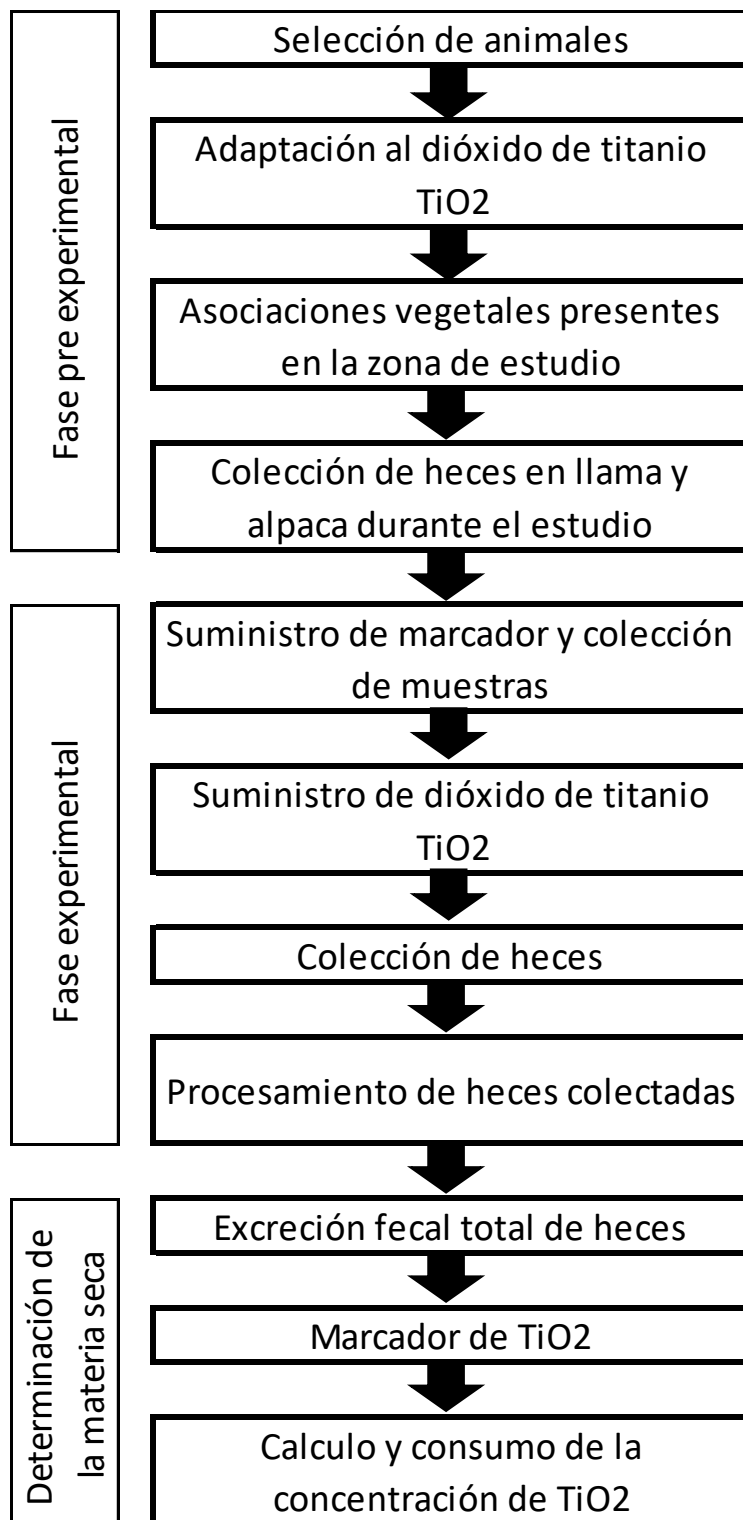 Fase pre experimental
Selección de animales
Adaptación al dióxido de titanio
TiO2
Asociaciones vegetales presentes
en la zona de estudio
Colección de heces en llama y
alpaca durante el estudio
Fase experimental
Suministro de marcador y colección
de muestras
Suministro de dióxido de titanio
TiO2
Colección de heces
Procesamiento de heces colectadas
Determinación de
la materia seca
Excreción fecal total de heces
Marcador de TiO2
Calculo y consumo de la
concentración de TiO2